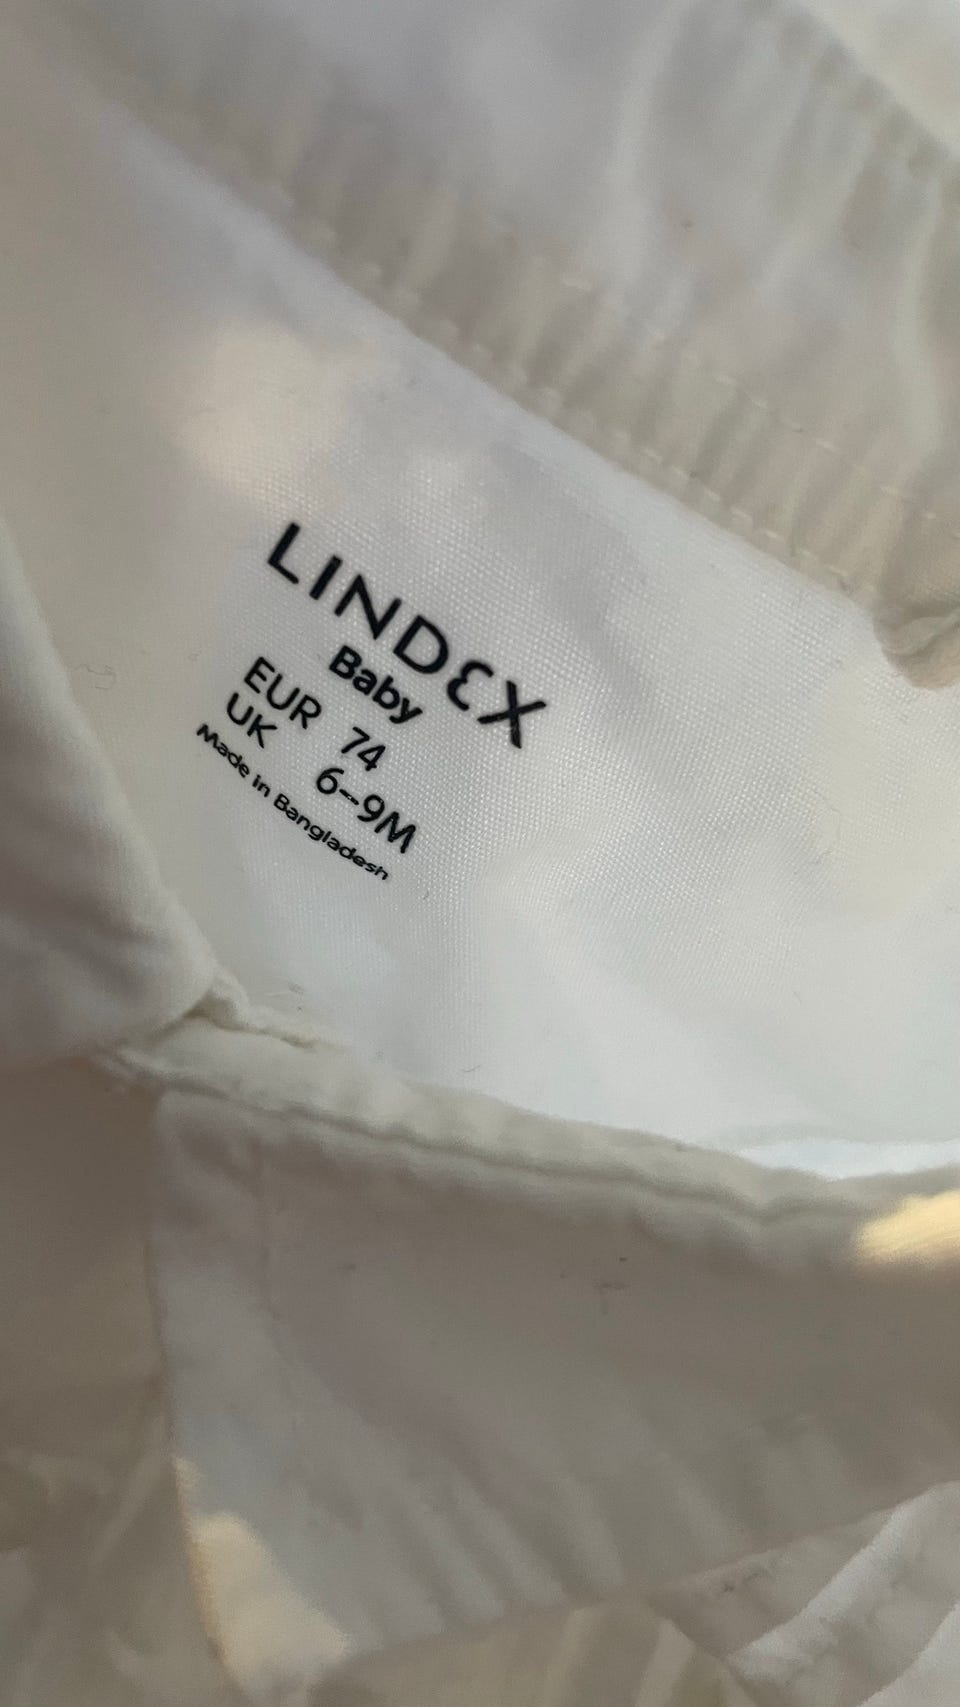 LINDEX
Baby
EUR 74
UK 6-9M
Made in Bangladesh